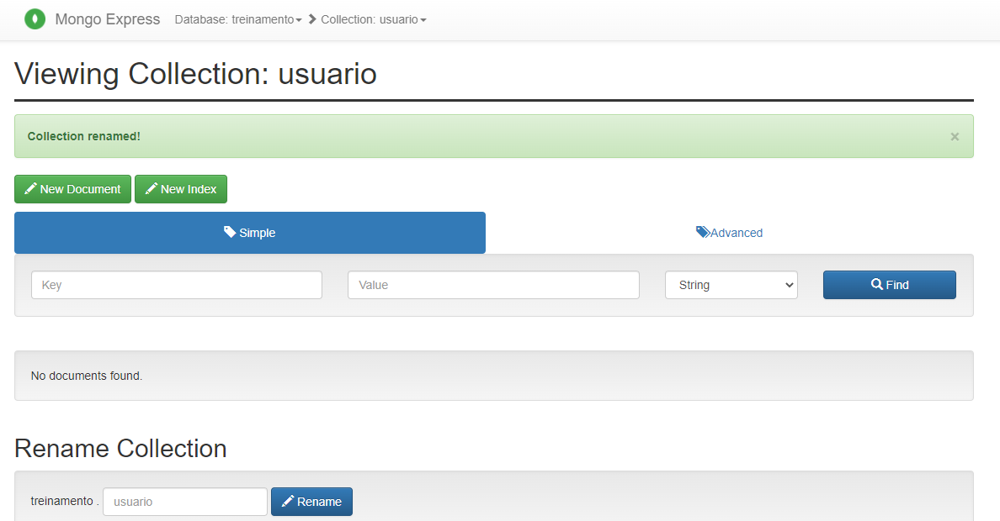 Mongo Express Database: treinamento Collection: usuario
Viewing Collection: usuario
Collection renamed! ×
New Document New Index
Simple Advanced
Key Value String Find
No documents found.
Rename Collection
treinamento . usuario Rename